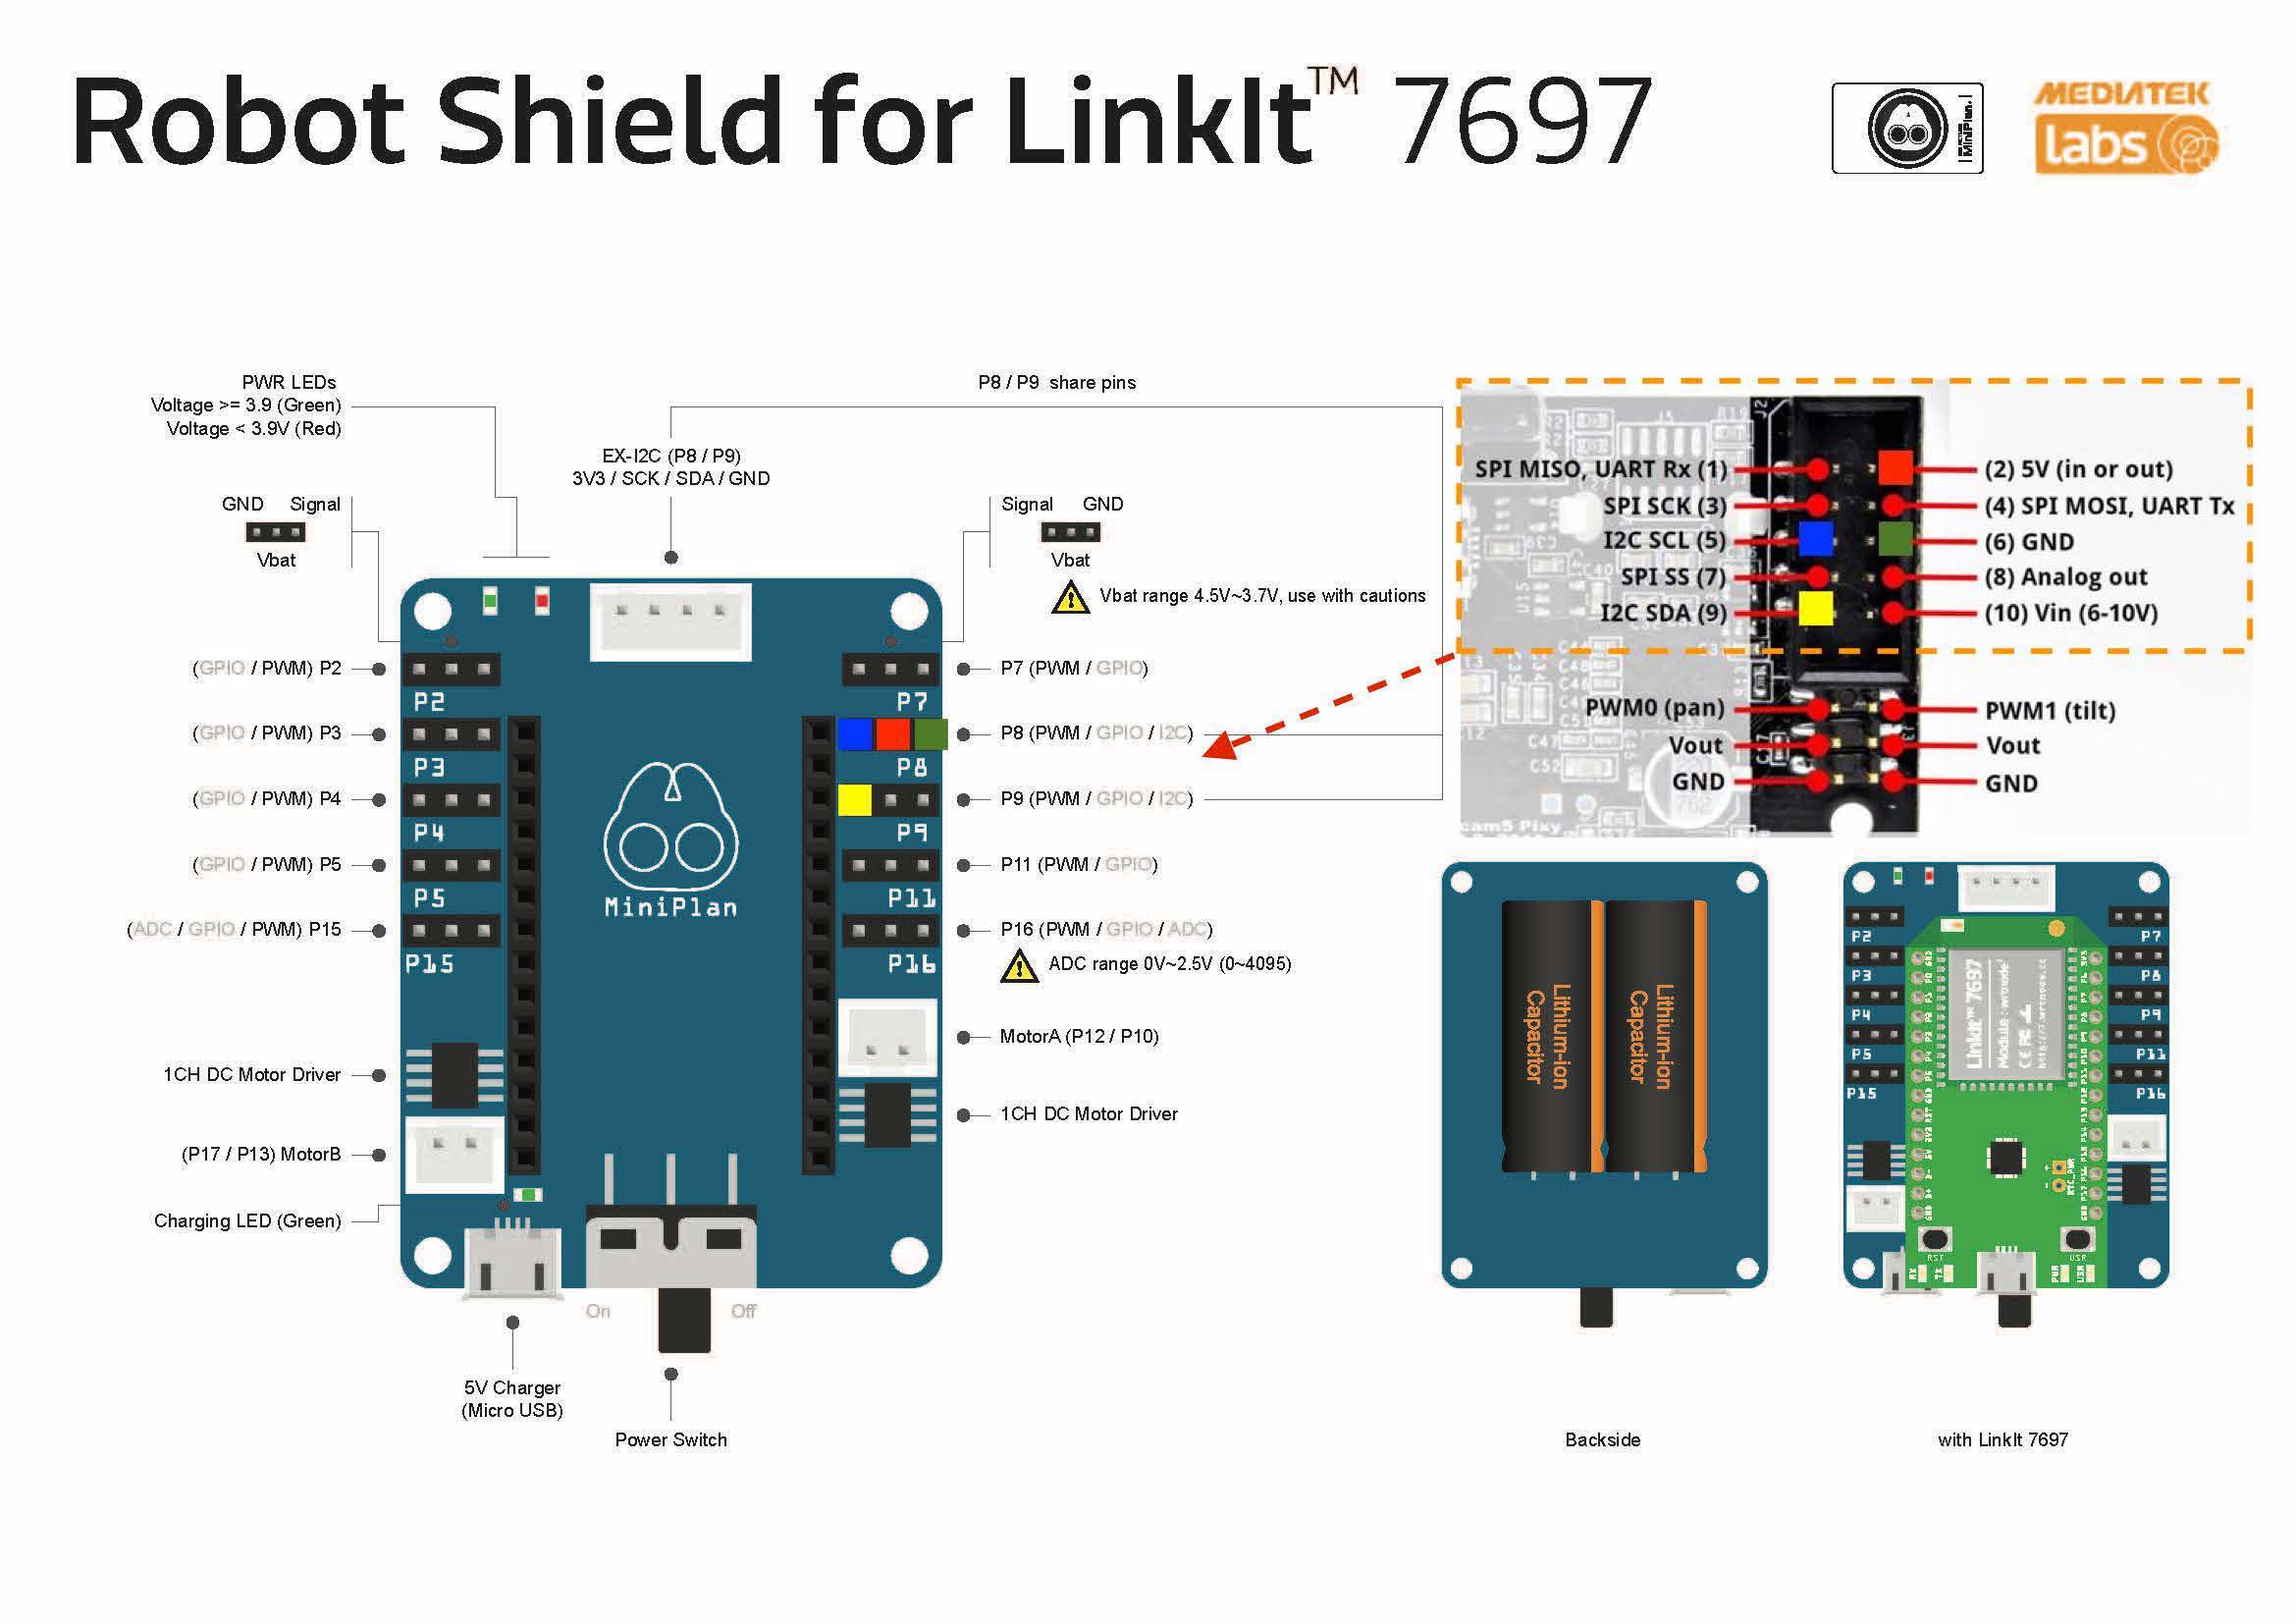 Robot Shield for LinkIt™ 7697
MiniPlan.
MEDIATEK
labs
PWR LEDs
Voltage >= 3.9 (Green)
Voltage < 3.9V (Red)
P8 / P9 share pins
EX-I2C (P8 / P9)
3V3 / SCK / SDA / GND
GND Signal
Vbat
Signal GND
Vbat
Vbat range 4.5V~3.7V, use with cautions
(GPIO / PWM) P2
(GPIO / PWM) P3
(GPIO / PWM) P4
(GPIO / PWM) P5
(ADC / GPIO / PWM) P15
1CH DC Motor Driver
(P17 / P13) MotorB
Charging LED (Green)
P2
P3
P4
P5
P15
MiniPlan
P7
P8
P9
P11
P16
P7 (PWM / GPIO)
P8 (PWM / GPIO / I2C)
P9 (PWM / GPIO / I2C)
P11 (PWM / GPIO)
P16 (PWM / GPIO / ADC)
ADC range 0V~2.5V (0~4095)
MotorA (P12 / P10)
1CH DC Motor Driver
On
Off
5V Charger
(Micro USB)
Power Switch
J2
SPI MISO, UART Rx (1)
SPI SCK (3)
I2C SCL (5)
SPI SS (7)
I2C SDA (9)
(2) 5V (in or out)
(4) SPI MOSI, UART Tx
(6) GND
(8) Analog out
(10) Vin (6-10V)
PWM0 (pan)
Vout
GND
PWM1 (tilt)
Vout
GND
C47
C52
Lithium-ion
Capacitor
Lithium-ion
Capacitor
Backside
P2
P3
P4
P5
P15
P7
P8
P9
P11
P16
LinkIt™ 7697
RST
USR
RX
TX
PWR
USR
with LinkIt 7697